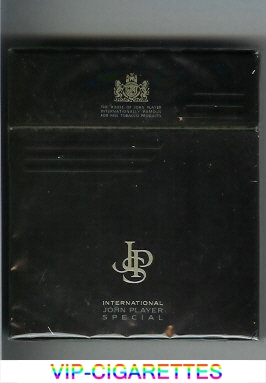 THE HOUSE OF JOHN PLAYER
INTERNATIONALLY FAMOUS
FOR FINE TOBACCO PRODUCTS
JPS
INTERNATIONAL
JOHN PLAYER
SPECIAL
VIP-CIGARETTES